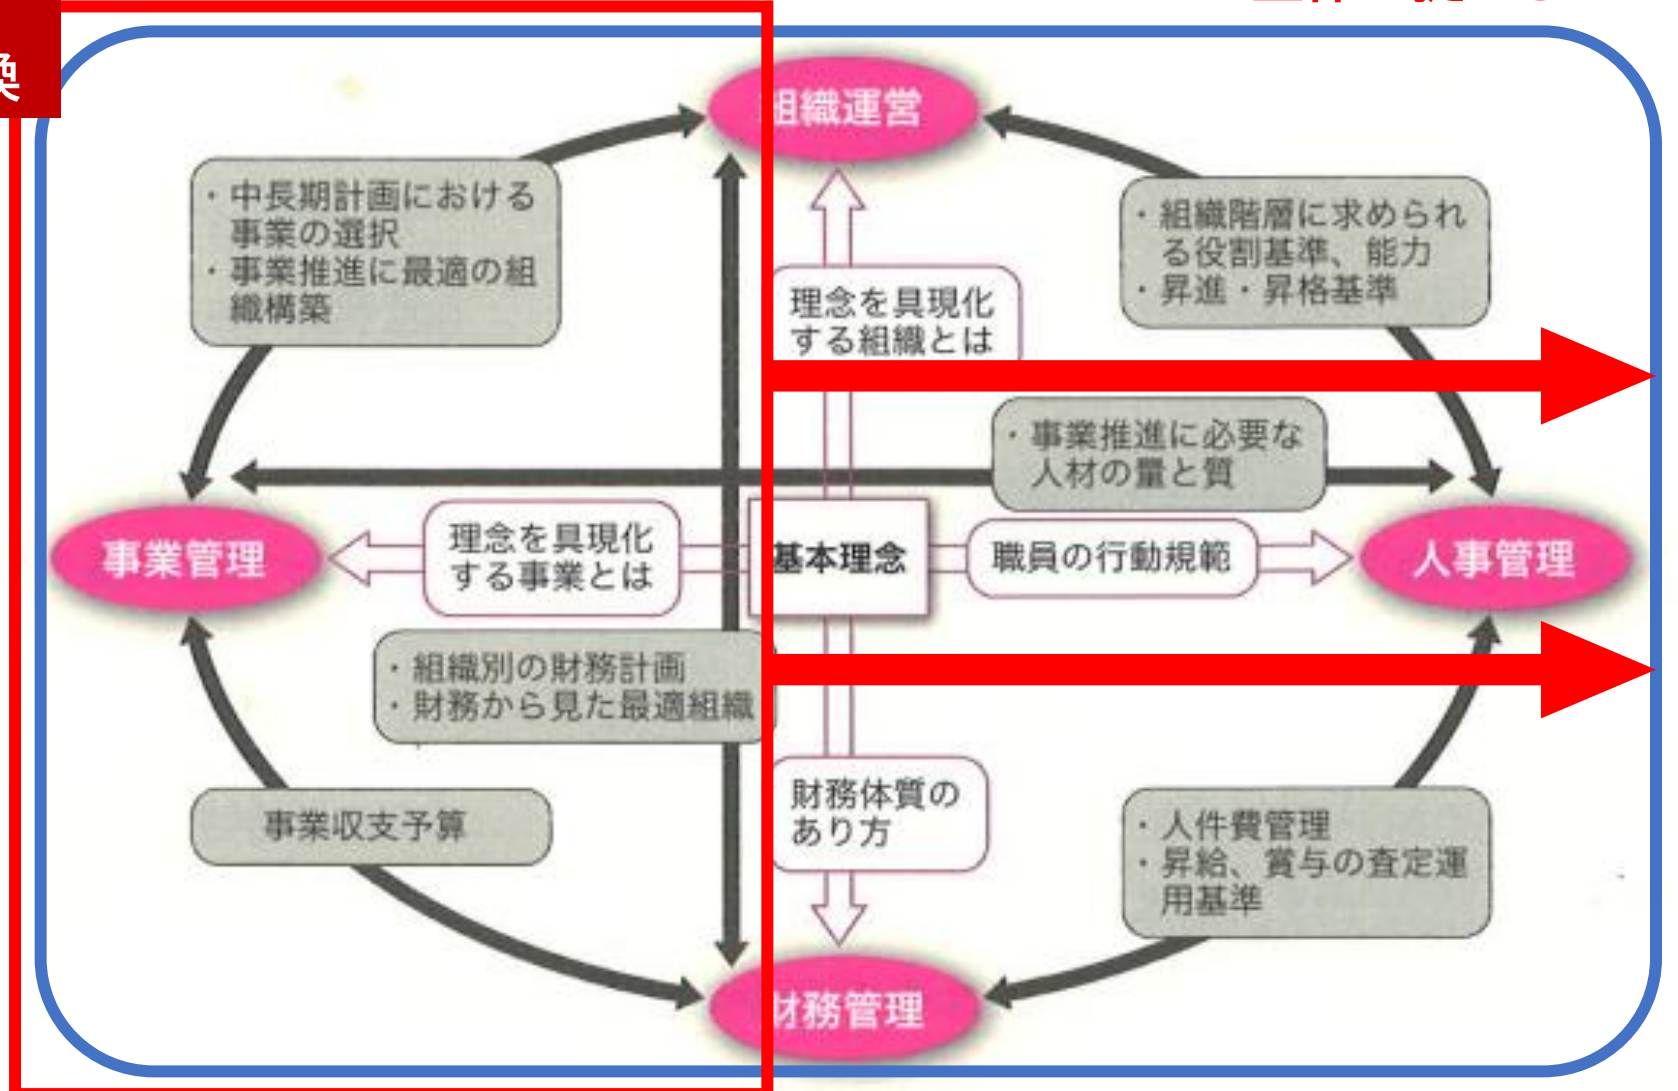 換
組織運営
・中長期計画における
事業の選択
・事業推進に最適の組
織構築
・組織階層に求められ
る役割基準、能力
・昇進・昇格基準
理念を具現化
する組織とは
・事業推進に必要な
人材の量と質
事業管理
理念を具現化
する事業とは
基本理念
職員の行動規範
人事管理
・組織別の財務計画
・財務から見た最適組織
財務体質の
あり方
事業収支予算
・人件費管理
・昇給、賞与の査定運
用基準
財務管理